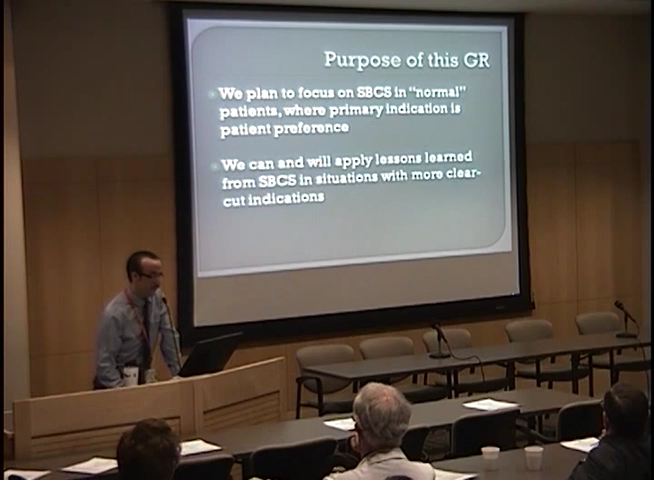 Purpose of this GR
We plan to focus on SBCS in “normal”
patients, where primary indication is
patient preference
We can and will apply lessons learned
from SBCS in situations with more clear-
cut indications